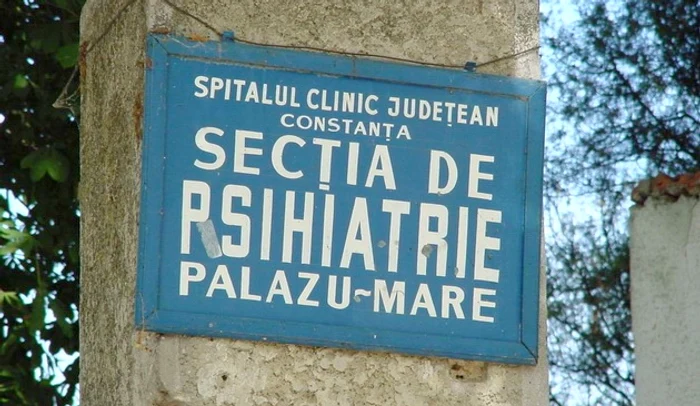 SPITALUL CLINIC JUDEȚEAN
CONSTANȚA
SECȚIA DE
PSIHIATRIE
PALAZU~MARE